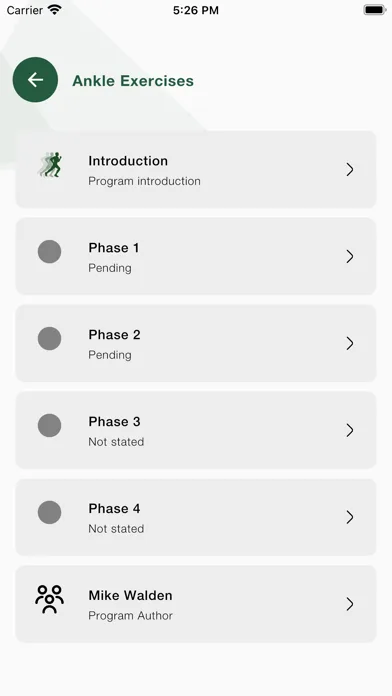 Carrier 5:26 PM
Ankle Exercises
Introduction
Program introduction
Phase 1
Pending
Phase 2
Pending
Phase 3
Not stated
Phase 4
Not stated
Mike Walden
Program Author